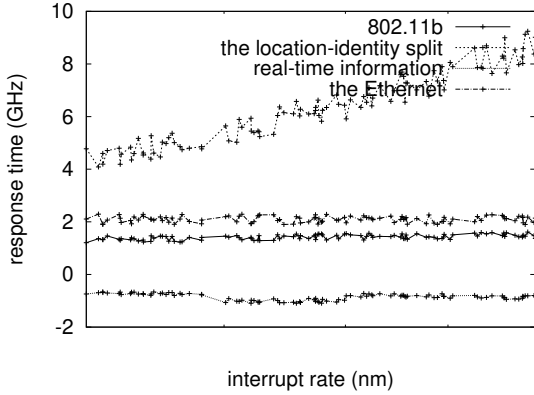 10
8
6
4
2
0
-2
response time (GHz)
interrupt rate (nm)
802.11b
the location-identity split
real-time information
the Ethernet